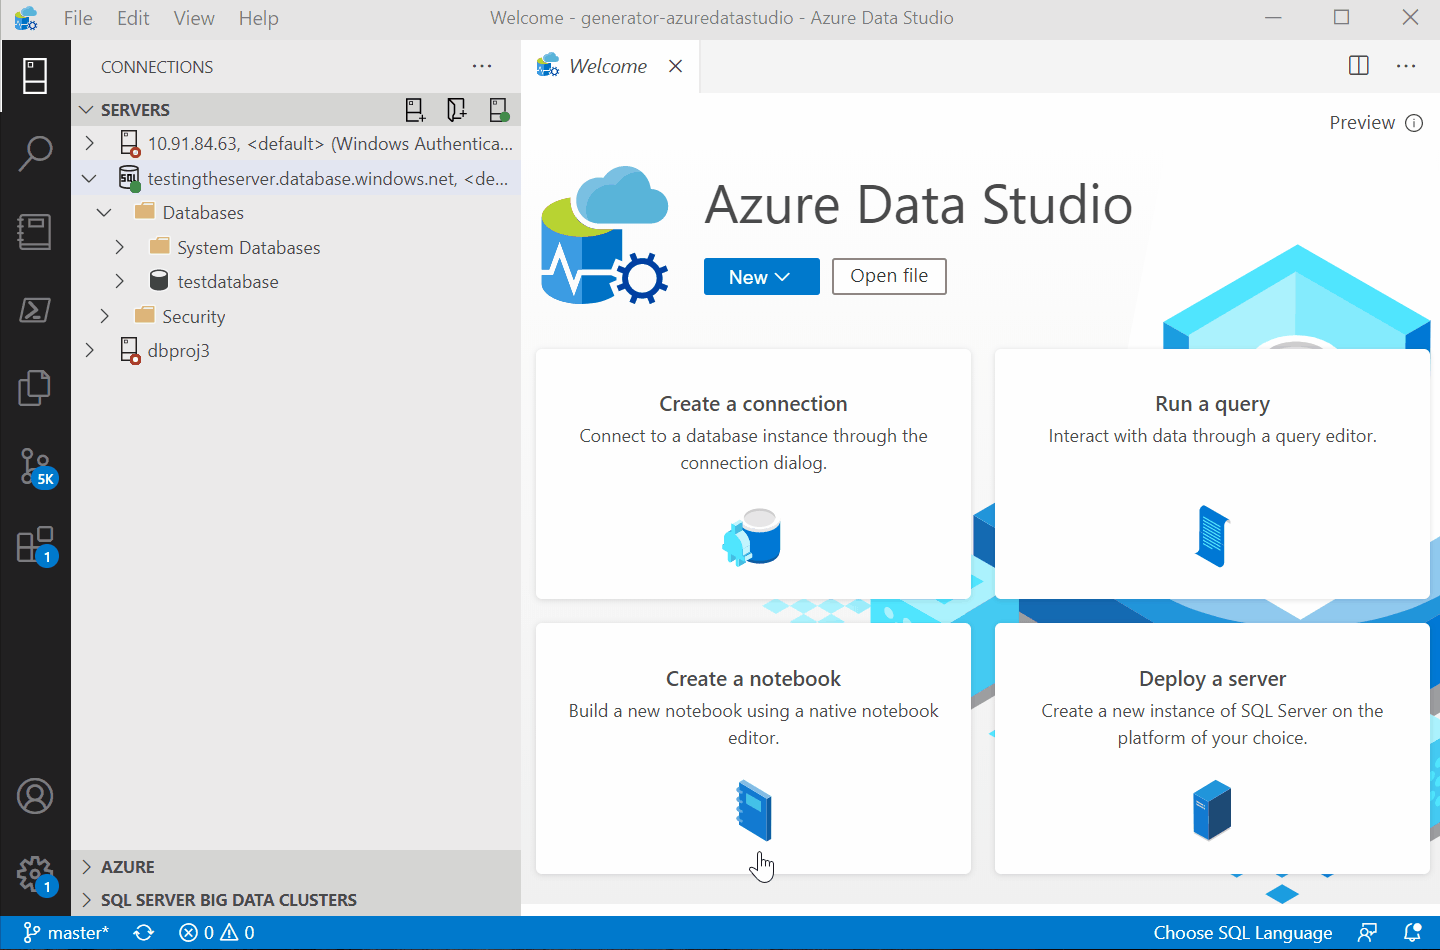 File Edit View Help
Welcome - generator-azuredatastudio - Azure Data Studio
CONNECTIONS
SERVERS
10.91.84.63, <default> (Windows Authentica...
SQL
testingtheserver.database.windows.net, <de...
Databases
System Databases
testdatabase
Security
dbproj3
5K
1
1
AZURE
SQL SERVER BIG DATA CLUSTERS
Welcome
Preview
Azure Data Studio
New
Open file
Create a connection
Connect to a database instance through the
connection dialog.
Run a query
Interact with data through a query editor.
Create a notebook
Build a new notebook using a native notebook
editor.
Deploy a server
Create a new instance of SQL Server on the
platform of your choice.
master* 0 0
Choose SQL Language